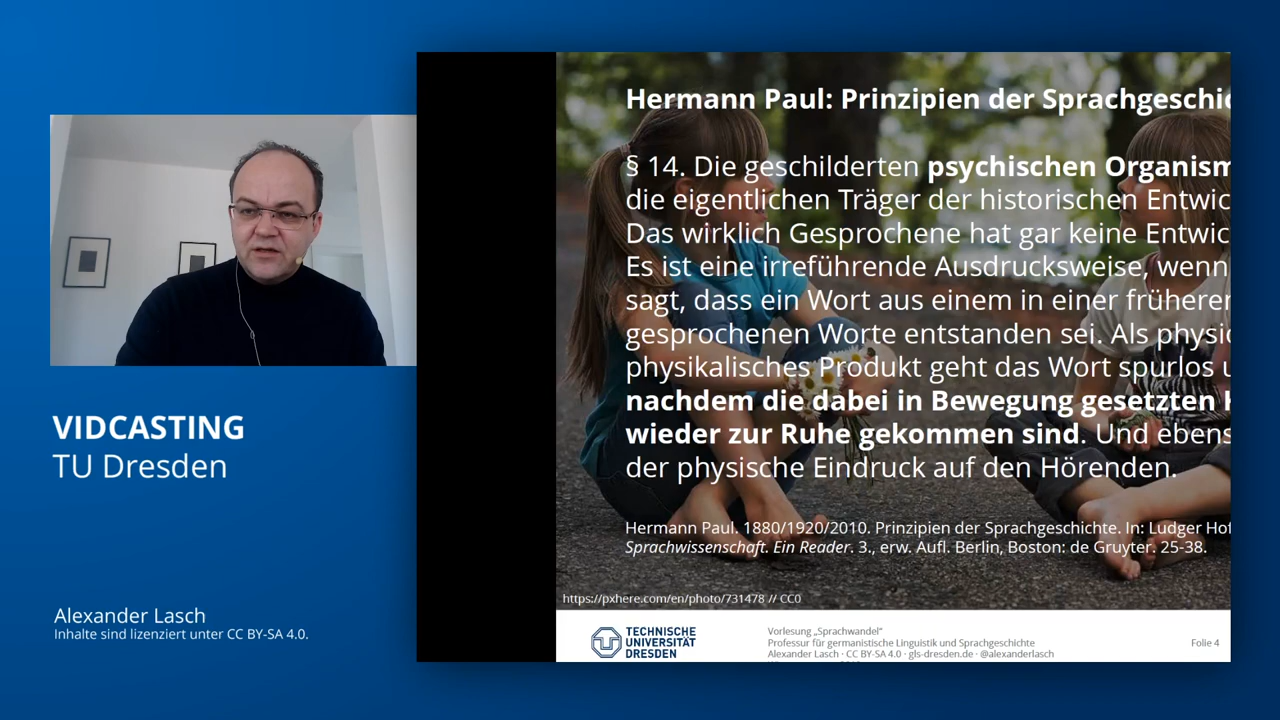 Hermann Paul: Prinzipien der Sprachgeschic
§ 14. Die geschilderten psychischen Organism
die eigentlichen Träger der historischen Entwic
Das wirklich Gesprochene hat gar keine Entwic
Es ist eine irreführende Ausdrucksweise, wenn
sagt, dass ein Wort aus einem in einer früheren
gesprochenen Worte entstanden sei. Als physio
physikalisches Produkt geht das Wort spurlos u
nachdem die dabei in Bewegung gesetzten K
wieder zur Ruhe gekommen sind. Und ebens
der physische Eindruck auf den Hörenden.
Hermann Paul. 1880/1920/2010. Prinzipien der Sprachgeschichte. In: Ludger Hof
Sprachwissenschaft. Ein Reader. 3., erw. Aufl. Berlin, Boston: de Gruyter. 25-38.
https://pxhere.com/en/photo/731478 // CC0
TECHNISCHE
UNIVERSITÄT
DRESDEN
Vorlesung „Sprachwandel“
Professur für germanistische Linguistik und Sprachgeschichte
Alexander Lasch · CC BY-SA 4.0 · gls-dresden.de · @alexanderlasch
Folie 4
VIDCASTING
TU Dresden
Alexander Lasch
Inhalte sind lizenziert unter CC BY-SA 4.0.